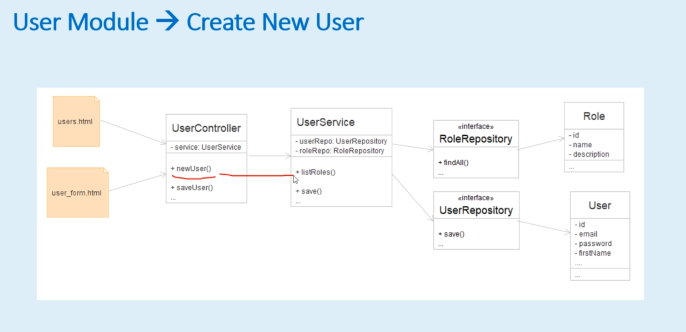 User Module → Create New User
users.html
user_form.html
UserController
- service: UserService
+ newUser()
+ saveUser()
...
UserService
- userRepo: UserRepository
- roleRepo: RoleRepository
+ listRoles()
+ save()
...
«interface»
RoleRepository
+ findAll()
...
«interface»
UserRepository
+ save()
...
Role
- id
- name
- description
...
User
- id
- email
- password
- firstName
....
...